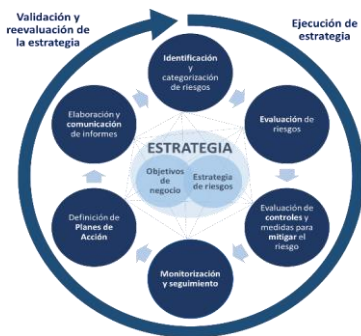 Validación y
reevaluación de
la estrategia
Ejecución de
estrategia
Identificación
y
categorización
de riesgos
Elaboración y
comunicación
de informes
Evaluación de
riesgos
ESTRATEGIA
Objetivos
de
negocio
Estrategia
de riesgos
Definición de
Planes de
Acción
Evaluación de
controles y
medidas para
mitigar el
riesgo
Monitorización
y seguimiento